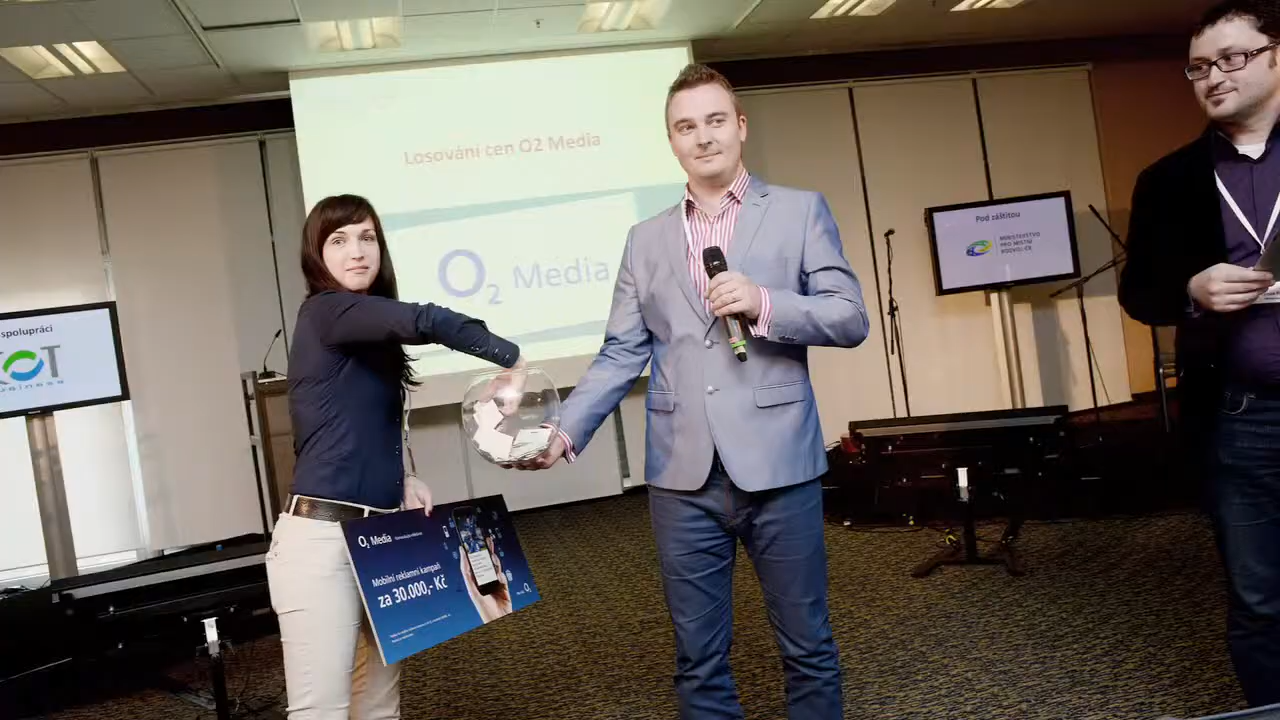 Losování cen O2 Media
O2 Media
Pod záštitou
MINISTERSTVO
PRO MÍSTNÍ
ROZVOJ ČR
spolupráci
O2 Media
Mobilní reklamní kampaň
za 30.000,- Kč
O2